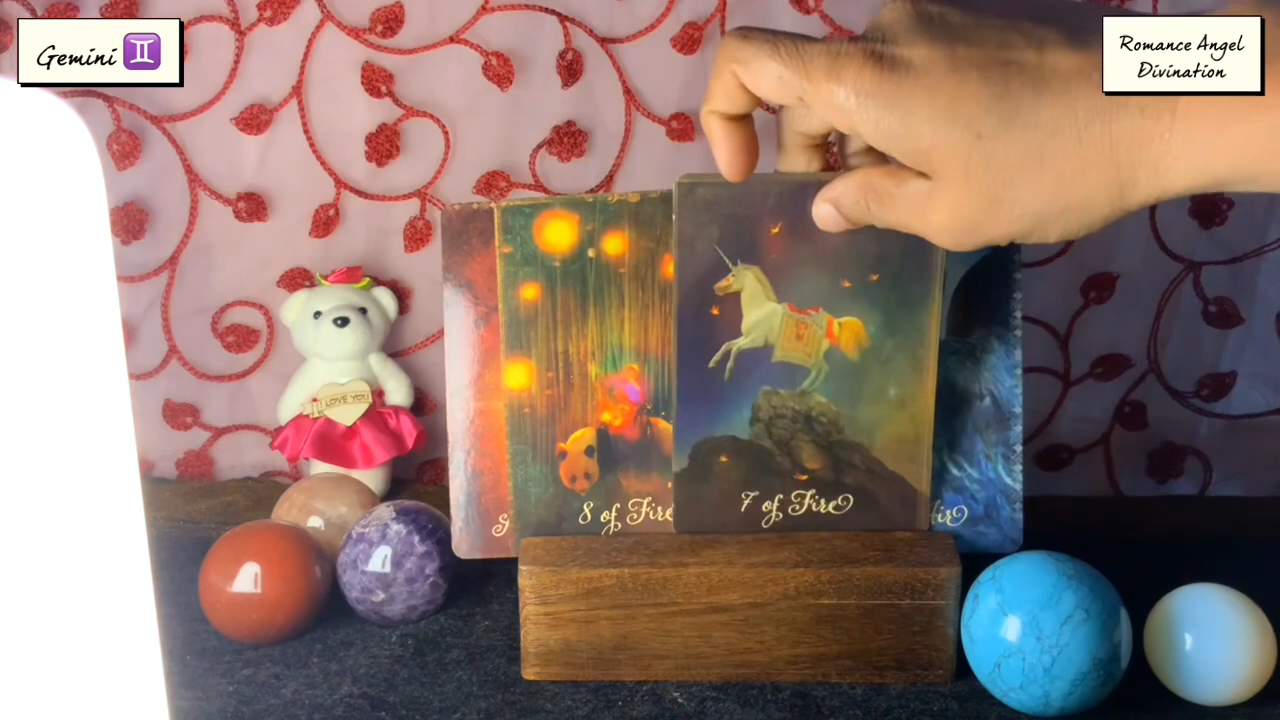 Gemini ♊
Romance Angel
Divination
I LOVE YOU
8 of Fire
7 of Fire